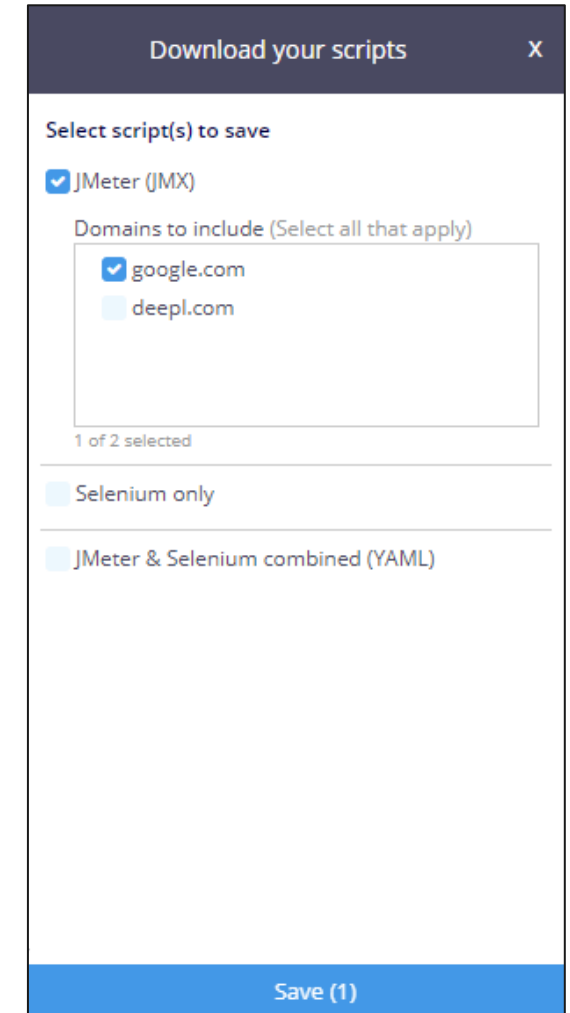 Download your scripts X
Select script(s) to save
JMeter (JMX)
Domains to include (Select all that apply)
google.com
deepl.com
1 of 2 selected
Selenium only
JMeter & Selenium combined (YAML)
Save (1)